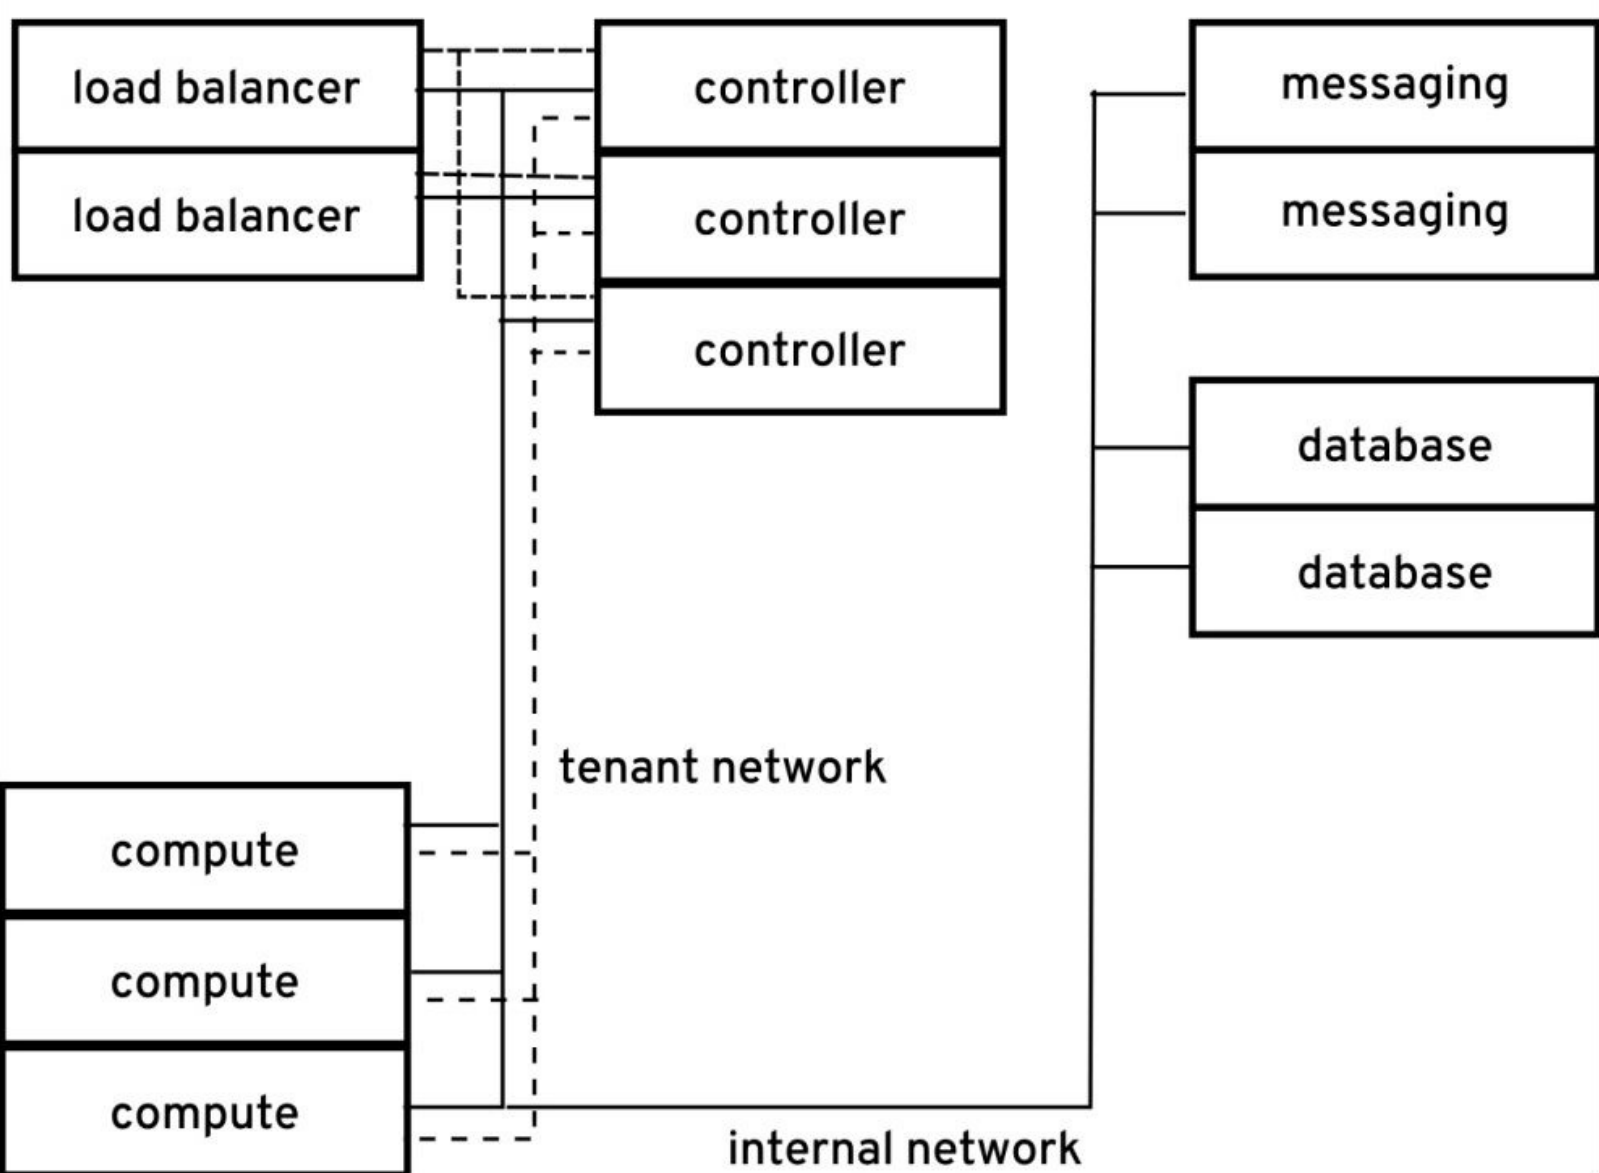 load balancer
load balancer
controller
controller
controller
messaging
messaging
database
database
tenant network
compute
compute
compute
internal network